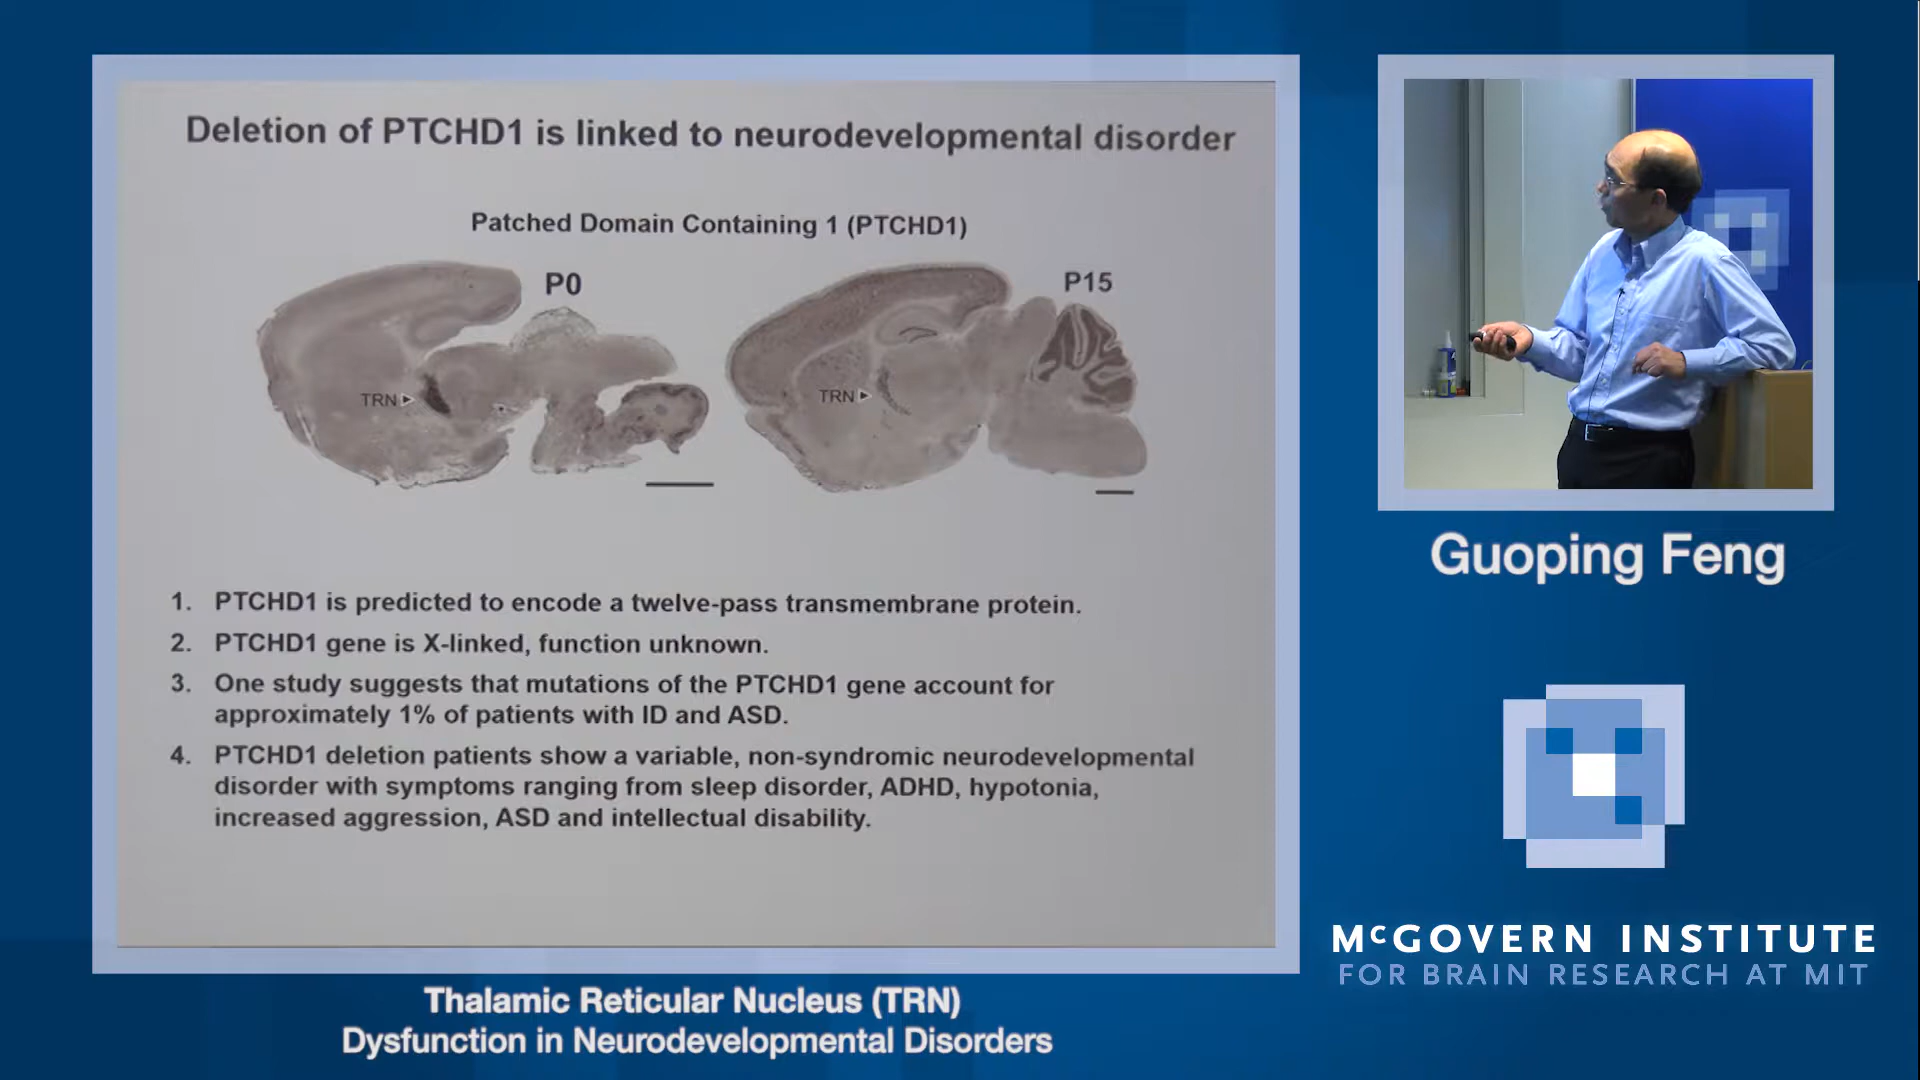 Deletion of PTCHD1 is linked to neurodevelopmental disorder
Patched Domain Containing 1 (PTCHD1)
P0
P15
TRN
TRN
1. PTCHD1 is predicted to encode a twelve-pass transmembrane protein.
2. PTCHD1 gene is X-linked, function unknown.
3. One study suggests that mutations of the PTCHD1 gene account for
approximately 1% of patients with ID and ASD.
4. PTCHD1 deletion patients show a variable, non-syndromic neurodevelopmental
disorder with symptoms ranging from sleep disorder, ADHD, hypotonia,
increased aggression, ASD and intellectual disability.
Thalamic Reticular Nucleus (TRN)
Dysfunction in Neurodevelopmental Disorders
Guoping Feng
McGOVERN INSTITUTE
FOR BRAIN RESEARCH AT MIT